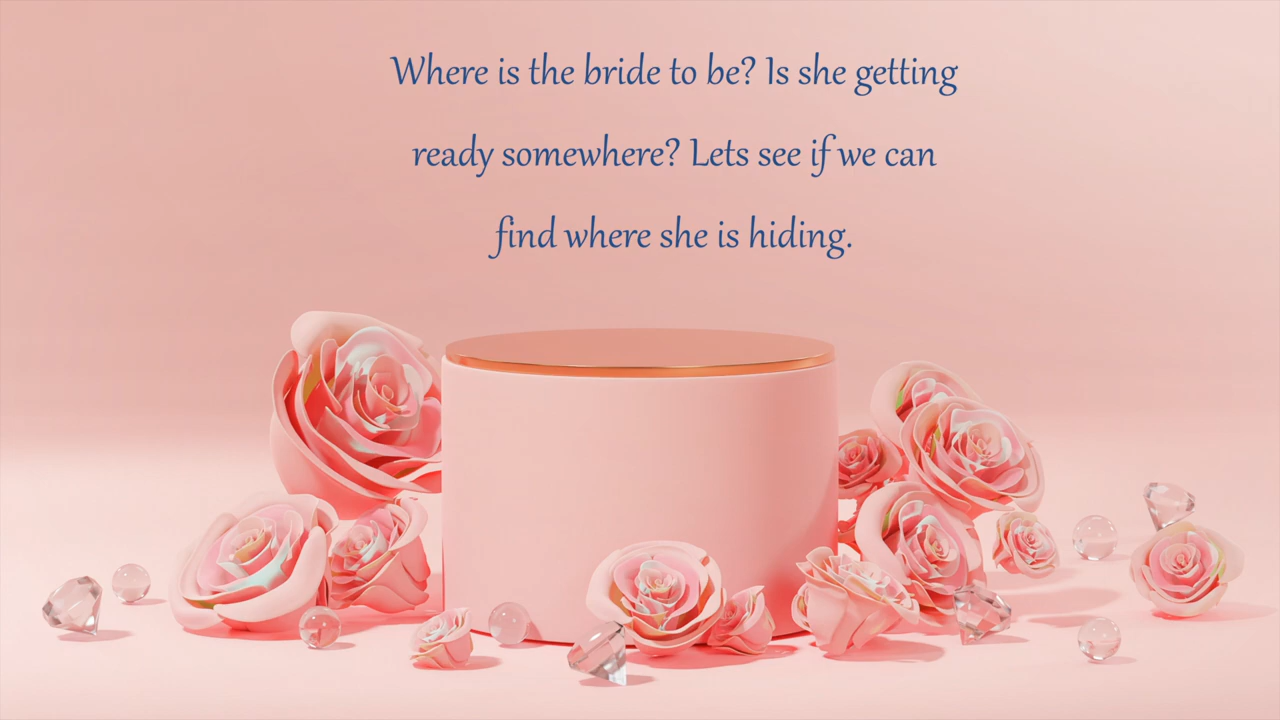 Where is the bride to be? Is she getting
ready somewhere? Lets see if we can
find where she is hiding.